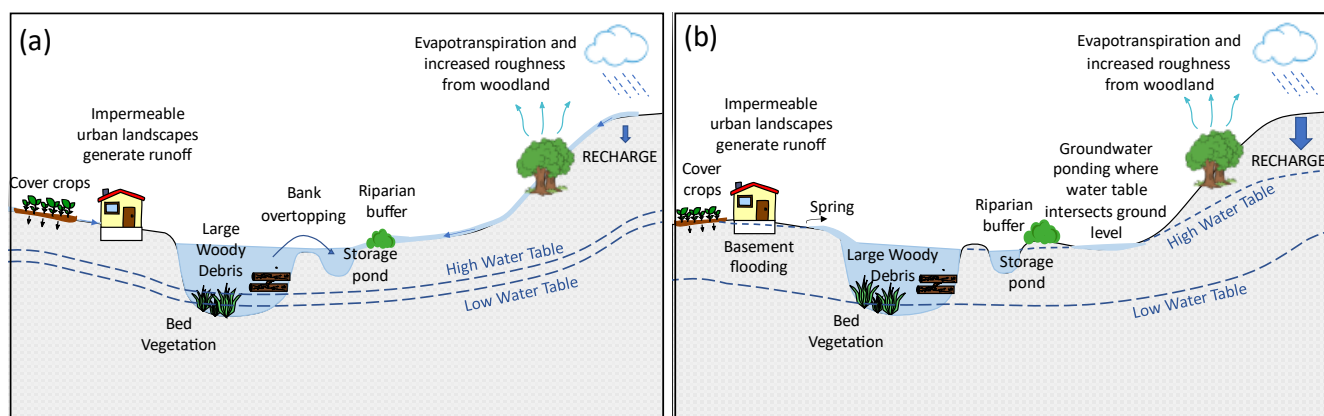 (a)
Evapotranspiration and
increased roughness
from woodland
Impermeable
urban landscapes
generate runoff
RECHARGE
Cover crops
Bank
overtopping
Riparian
buffer
Large
Woody
Debris
Storage
pond
High Water Table
Low Water Table
Bed
Vegetation
(b)
Evapotranspiration and
increased roughness
from woodland
Impermeable
urban landscapes
generate runoff
Groundwater
ponding where
water table
intersects ground
level
RECHARGE
Cover
crops
Spring
Riparian
buffer
High Water Table
Basement
flooding
Large Woody
Debris
Storage
pond
Low Water Table
Bed
Vegetation